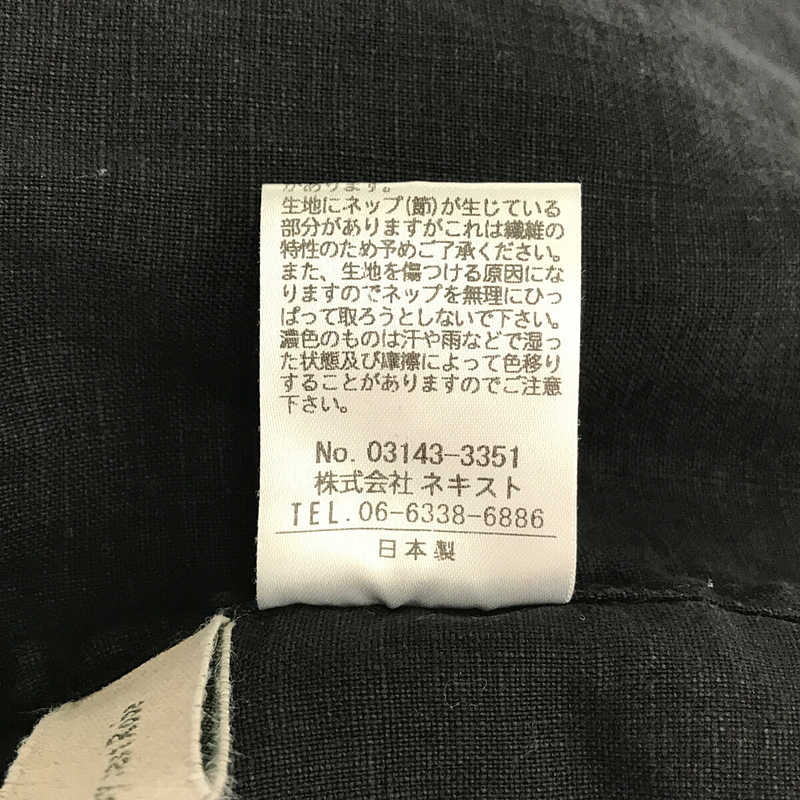 があります。
生地にネップ(節)が生じている
部分がありますがこれは繊維の
特性のため予めご了承ください。
また、生地を傷つける原因にな
りますのでネップを無理にひっ
ぱって取ろうとしないで下さい。
濃色のものは汗や雨などで湿っ
た状態及び摩擦によって色移り
することがありますのでご注意
下さい。
No. 03143-3351
株式会社 ネキスト
TEL.06-6338-6886
日本製